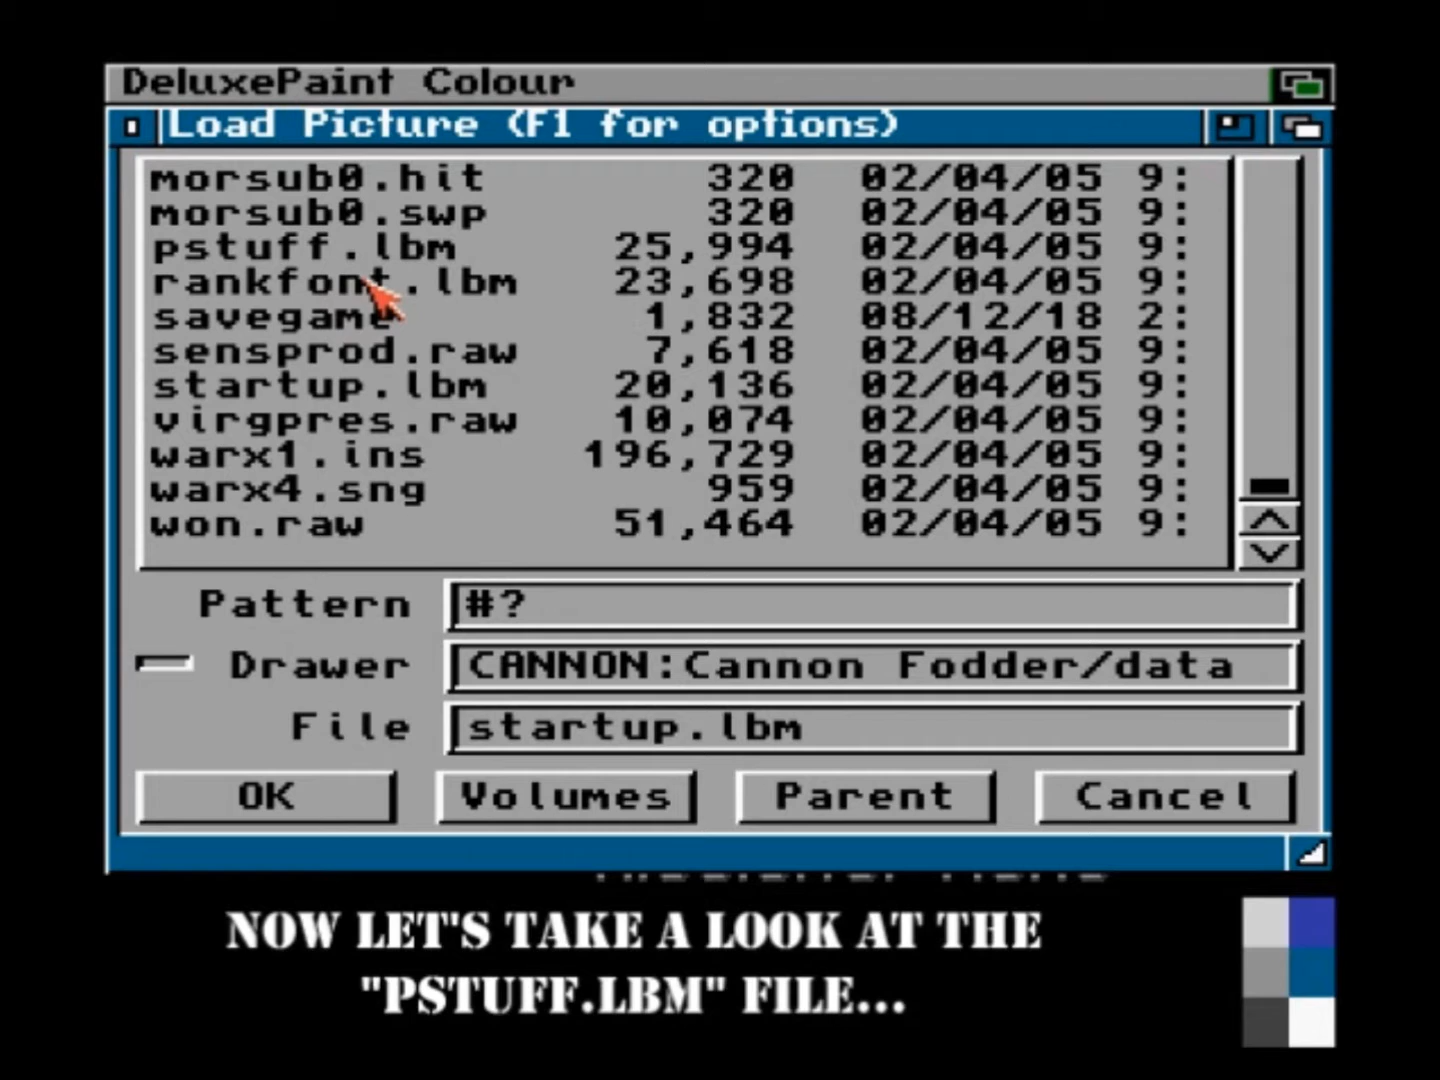 DeluxePaint Colour
Load Picture (F1 for options)
morsub0.hit 320 02/04/05 9:
morsub0.swp 320 02/04/05 9:
pstuff.lbm 25,994 02/04/05 9:
rankfont.lbm 23,698 02/04/05 9:
savegame 1,832 08/12/18 2:
sensprod.raw 7,618 02/04/05 9:
startup.lbm 20,136 02/04/05 9:
virgpres.raw 10,074 02/04/05 9:
warx1.ins 196,729 02/04/05 9:
warx4.sng 959 02/04/05 9:
won.raw 51,464 02/04/05 9:
Pattern #?
Drawer CANNON:Cannon Fodder/data
File startup.lbm
OK Volumes Parent Cancel
NOW LET'S TAKE A LOOK AT THE
"PSTUFF.LBM" FILE...